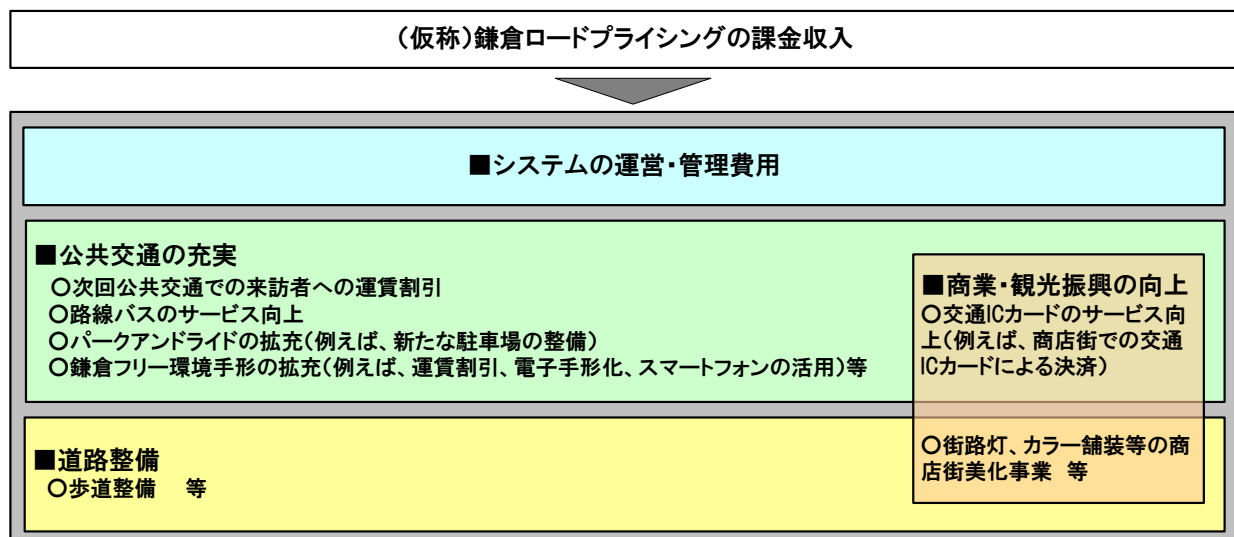 （仮称）鎌倉ロードプライシングの課金収入
■システムの運営・管理費用
■公共交通の充実
○次回公共交通での来訪者への運賃割引
○路線バスのサービス向上
○パークアンドライドの拡充（例えば、新たな駐車場の整備）
○鎌倉フリー環境手形の拡充（例えば、運賃割引、電子手形化、スマートフォンの活用）等
■商業・観光振興の向上
○交通ICカードのサービス向
上（例えば、商店街での交通
ICカードによる決済）
○街路灯、カラー舗装等の商
店街美化事業　等
■道路整備
○歩道整備　等